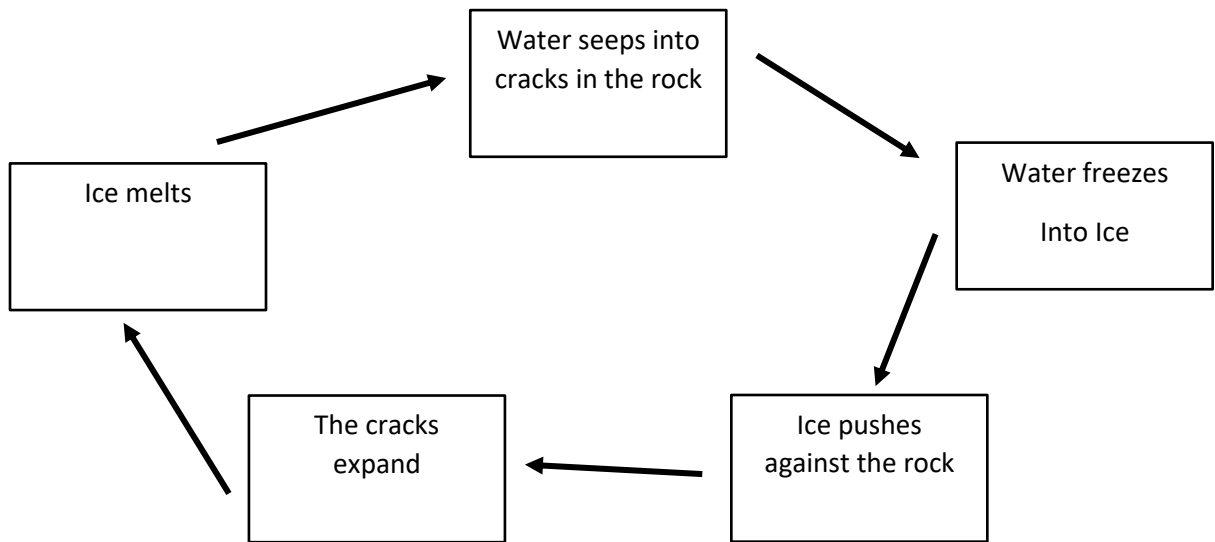 Water seeps into
cracks in the rock
Water freezes
Into Ice
Ice pushes
against the rock
The cracks
expand
Ice melts